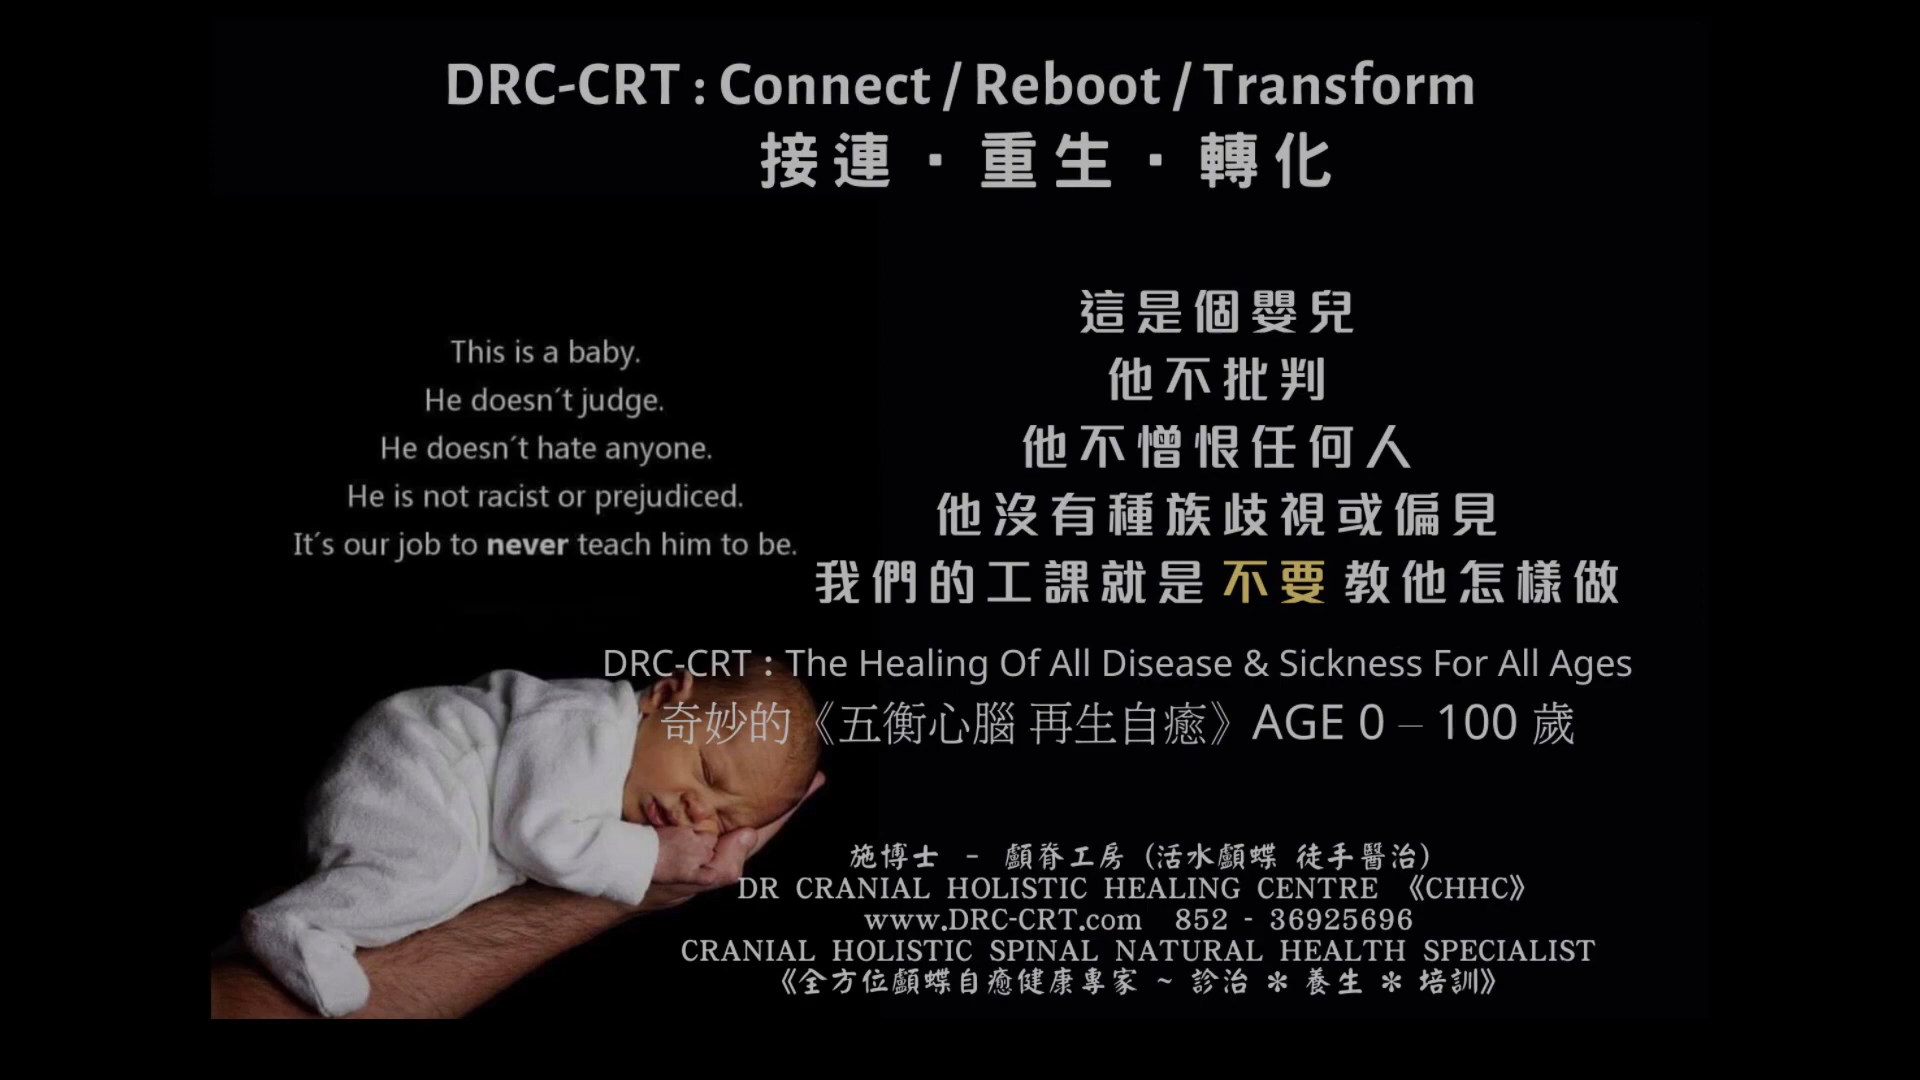 DRC-CRT : Connect / Reboot / Transform
接連・重生・轉化
This is a baby.
He doesn´t judge.
He doesn´t hate anyone.
He is not racist or prejudiced.
It´s our job to never teach him to be.
這是個嬰兒
他不批判
他不憎恨任何人
他沒有種族歧視或偏見
我們的工課就是不要教他怎樣做
DRC-CRT : The Healing Of All Disease & Sickness For All Ages
奇妙的《五衡心腦 再生自癒》AGE 0 – 100 歲
施博士 - 顱脊工房 (活水顱蝶 徒手醫治)
DR CRANIAL HOLISTIC HEALING CENTRE 《CHHC》
www.DRC-CRT.com 852 - 36925696
CRANIAL HOLISTIC SPINAL NATURAL HEALTH SPECIALIST
《全方位顱蝶自癒健康專家 ~ 診治 * 養生 * 培訓》